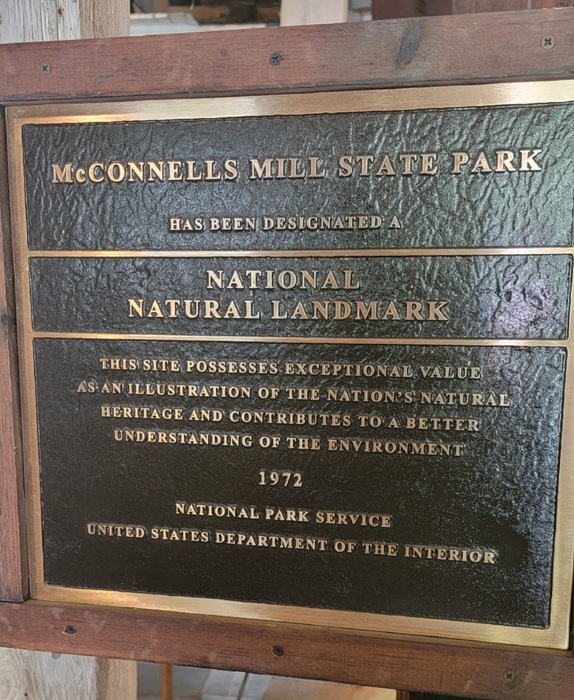 McCONNELLS MILL STATE PARK
HAS BEEN DESIGNATED A
NATIONAL
NATURAL LANDMARK
THIS SITE POSSESSES EXCEPTIONAL VALUE
AS AN ILLUSTRATION OF THE NATION'S NATURAL
HERITAGE AND CONTRIBUTES TO A BETTER
UNDERSTANDING OF THE ENVIRONMENT
1972
NATIONAL PARK SERVICE
UNITED STATES DEPARTMENT OF THE INTERIOR